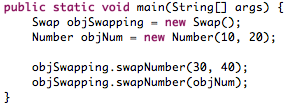 public static void main(String[] args) {
    Swap objSwapping = new Swap();
    Number objNum = new Number(10, 20);

    objSwapping.swapNumber(30, 40);
    objSwapping.swapNumber(objNum);
}